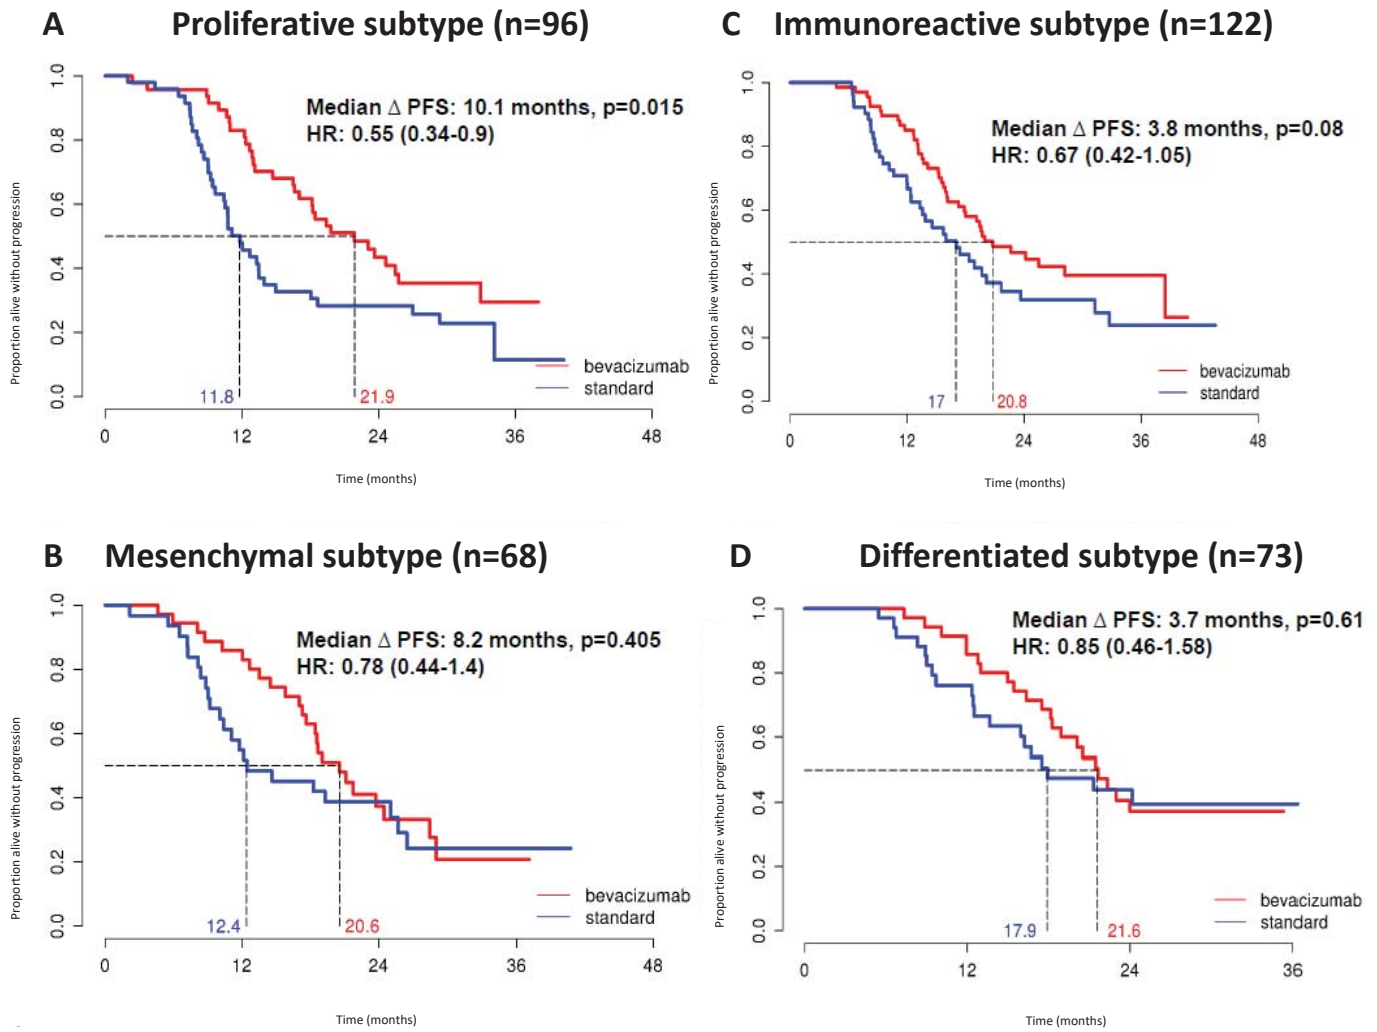 A Proliferative subtype (n=96)
Proportion alive without progression
1.0
0.8
0.6
0.4
0.2
0.0
Median Δ PFS: 10.1 months, p=0.015
HR: 0.55 (0.34-0.9)
bevacizumab
standard
11.8
21.9
0 12 24 36 48
Time (months)
C Immunoreactive subtype (n=122)
Proportion alive without progression
1.0
0.8
0.6
0.4
0.2
0.0
Median Δ PFS: 3.8 months, p=0.08
HR: 0.67 (0.42-1.05)
bevacizumab
standard
17
20.8
0 12 24 36 48
Time (months)
B Mesenchymal subtype (n=68)
Proportion alive without progression
1.0
0.8
0.6
0.4
0.2
0.0
Median Δ PFS: 8.2 months, p=0.405
HR: 0.78 (0.44-1.4)
bevacizumab
standard
12.4
20.6
0 12 24 36 48
Time (months)
D Differentiated subtype (n=73)
Proportion alive without progression
1.0
0.8
0.6
0.4
0.2
0.0
Median Δ PFS: 3.7 months, p=0.61
HR: 0.85 (0.46-1.58)
bevacizumab
standard
17.9
21.6
0 12 24 36
Time (months)